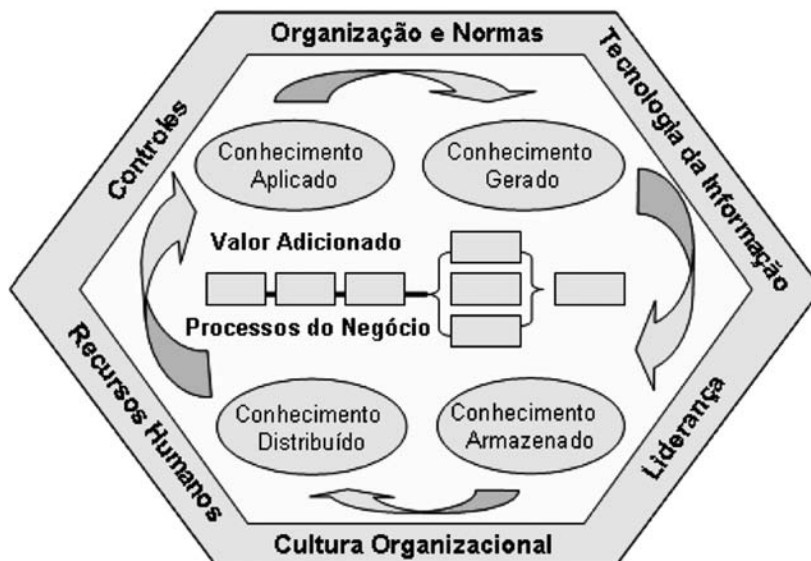 Organização e Normas
Tecnologia da Informação
Controles
Conhecimento
Aplicado
Conhecimento
Gerado
Valor Adicionado
Processos do Negócio
Conhecimento
Distribuído
Conhecimento
Armazenado
Recursos Humanos
Liderança
Cultura Organizacional